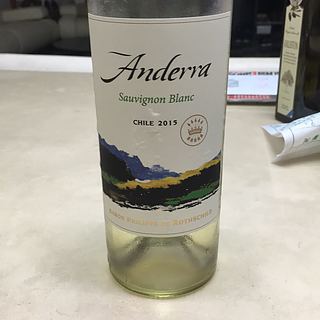 Anderra
Sauvignon Blanc
CHILE 2015
BARON PHILIPPE DE ROTHSCHILD